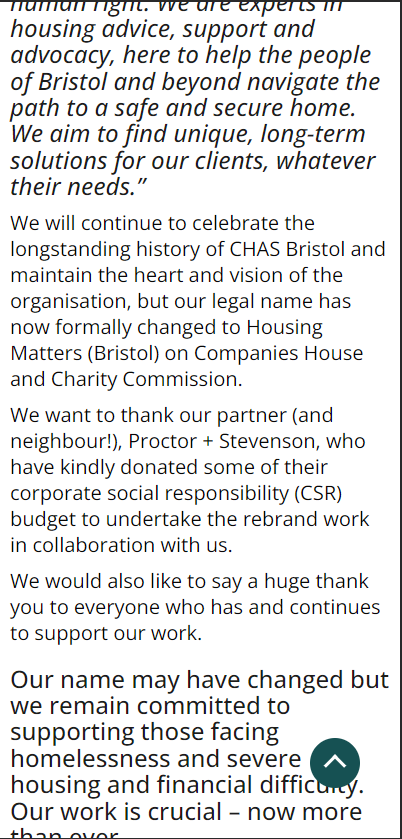 human right. We are experts in
housing advice, support and
advocacy, here to help the people
of Bristol and beyond navigate the
path to a safe and secure home.
We aim to find unique, long-term
solutions for our clients, whatever
their needs.”
We will continue to celebrate the
longstanding history of CHAS Bristol and
maintain the heart and vision of the
organisation, but our legal name has
now formally changed to Housing
Matters (Bristol) on Companies House
and Charity Commission.
We want to thank our partner (and
neighbour!), Proctor + Stevenson, who
have kindly donated some of their
corporate social responsibility (CSR)
budget to undertake the rebrand work
in collaboration with us.
We would also like to say a huge thank
you to everyone who has and continues
to support our work.
Our name may have changed but
we remain committed to
supporting those facing
homelessness and severe
housing and financial difficulty.
Our work is crucial – now more
than ever